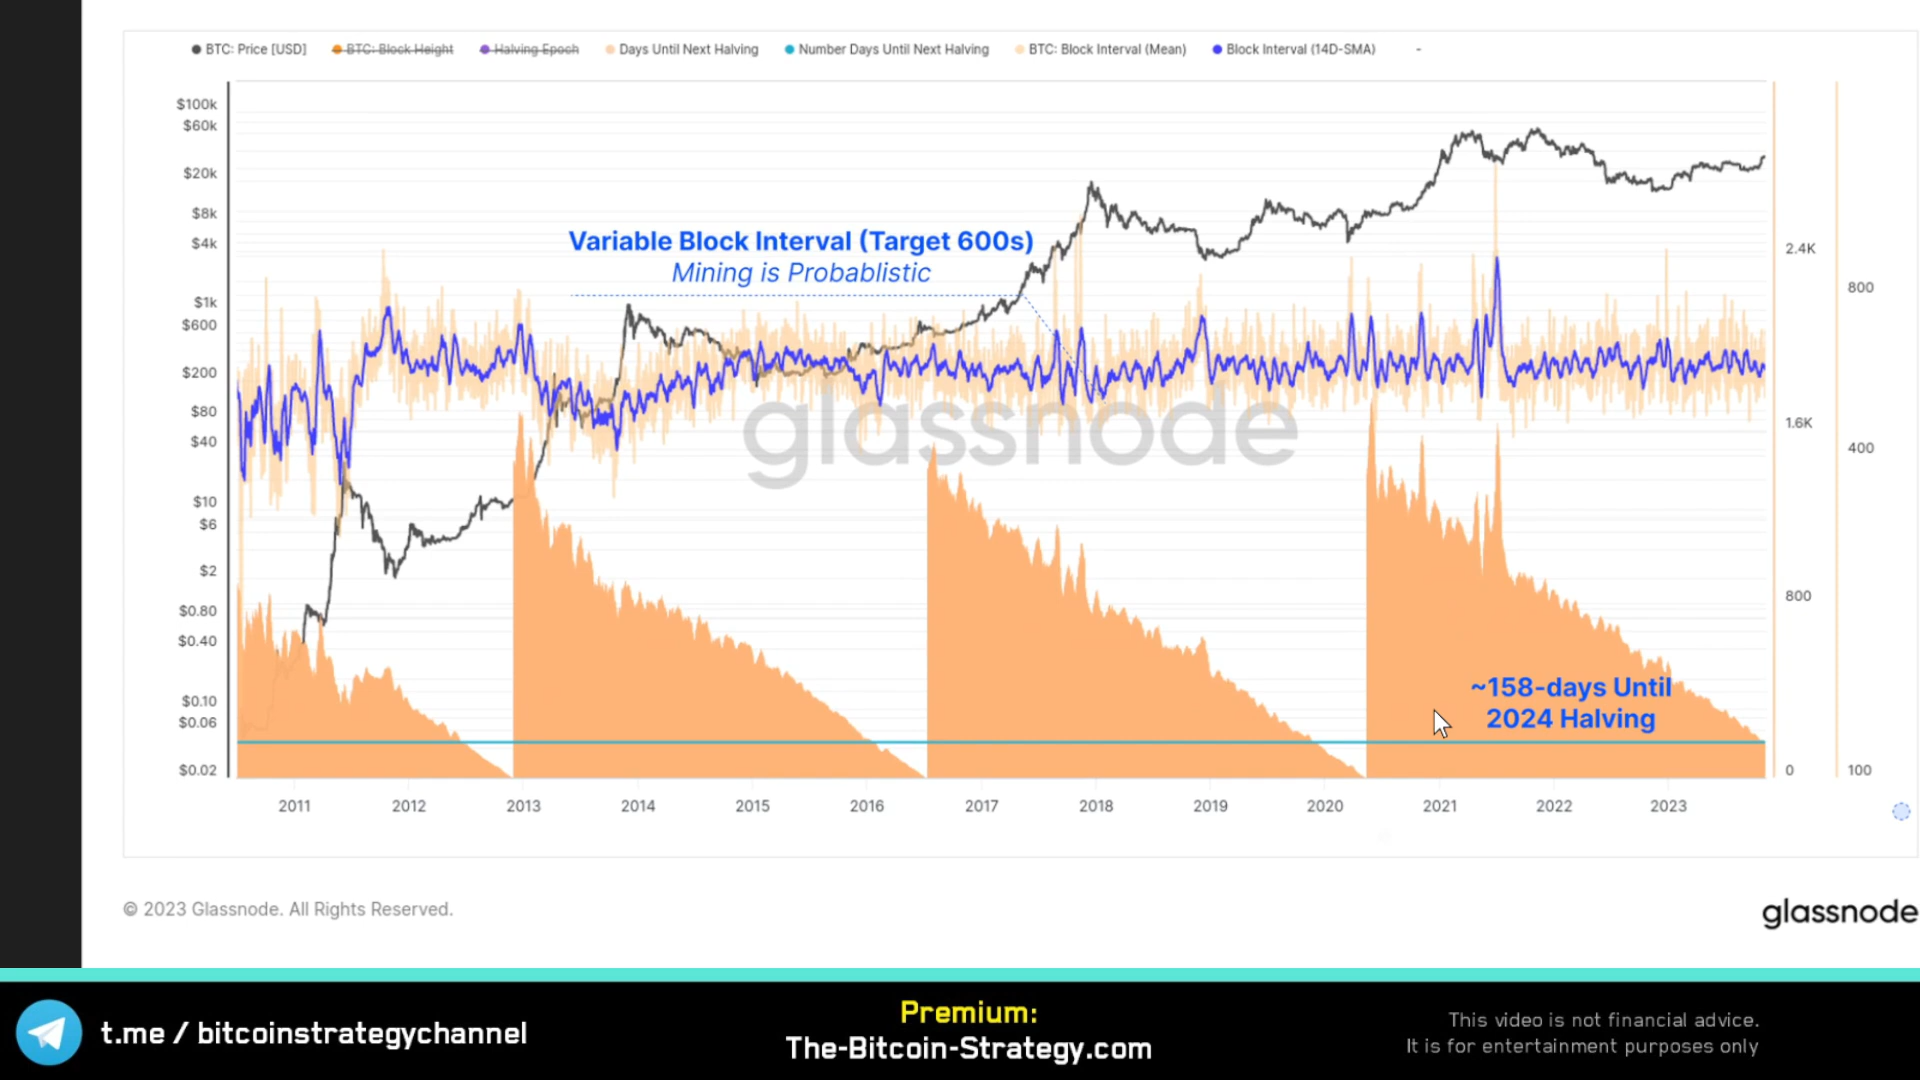 BTC: Price [USD] BTC: Block Height Halving Epoch Days Until Next Halving Number Days Until Next Halving BTC: Block Interval (Mean) Block Interval (14D-SMA) -
$100k
$60k
$20k
$8k
$4k
$1k
$600
$200
$80
$40
$10
$6
$2
$0.80
$0.40
$0.10
$0.06
$0.02
Variable Block Interval (Target 600s)
Mining is Probablistic
glassnode
~158-days Until
2024 Halving
2.4K
1.6K
800
0
800
400
100
2011 2012 2013 2014 2015 2016 2017 2018 2019 2020 2021 2022 2023
© 2023 Glassnode. All Rights Reserved.
glassnode
t.me / bitcoinstrategychannel
Premium:
The-Bitcoin-Strategy.com
This video is not financial advice.
It is for entertainment purposes only